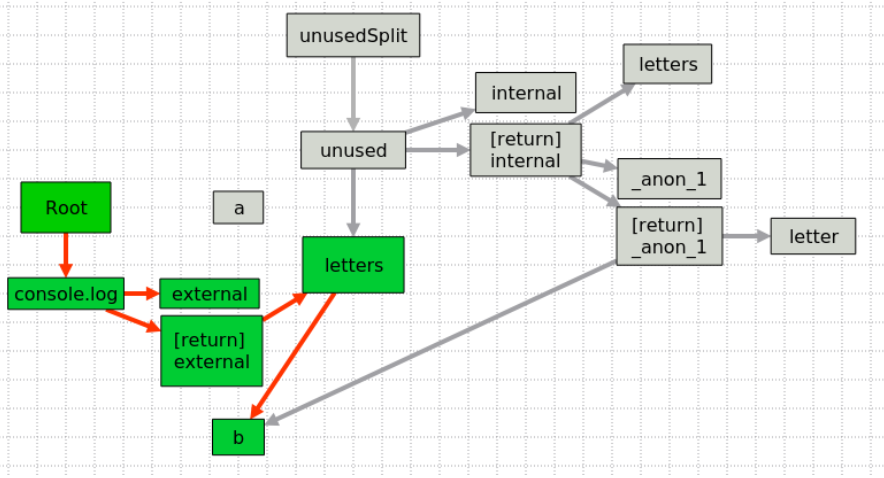 unusedSplit
letters
internal
unused
[return]
internal
_anon_1
Root
a
[return]
_anon_1
letter
letters
console.log
external
[return]
external
b